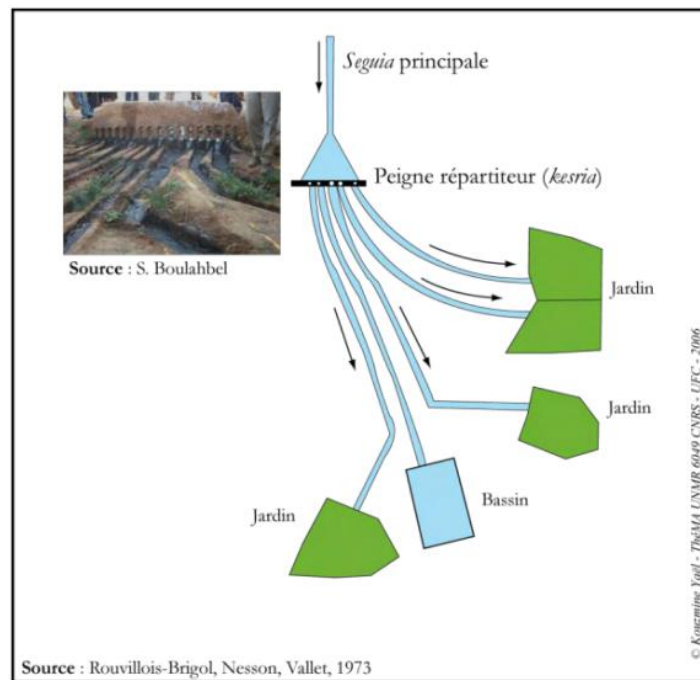 Seguia principale
Peigne répartiteur (kesria)
Source : S. Boulahbel
Jardin
Jardin
Bassin
Jardin
© Kouzmine Yaël - ThéMA UNMR 6049 CNRS - UFC - 2006
Source : Rouvillois-Brigol, Nesson, Vallet, 1973